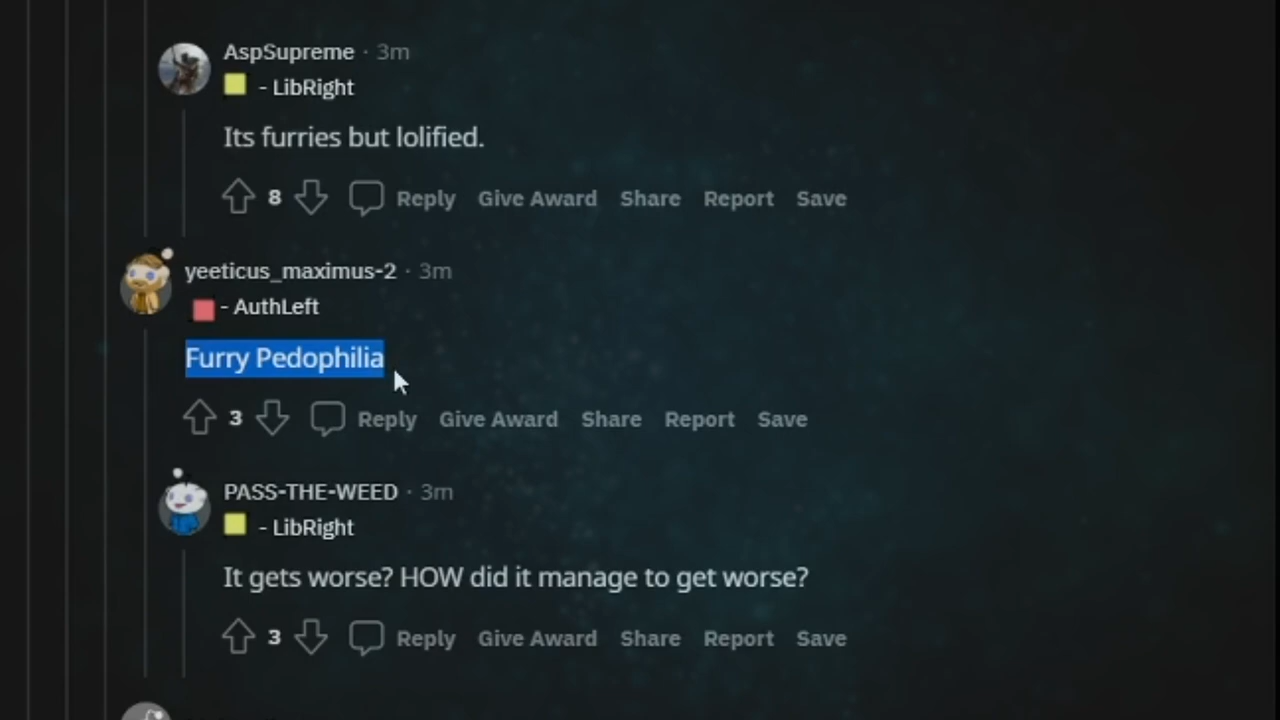 AspSupreme · 3m
- LibRight
Its furries but lolified.
8 Reply Give Award Share Report Save
yeeticus_maximus-2 · 3m
- AuthLeft
Furry Pedophilia
3 Reply Give Award Share Report Save
PASS-THE-WEED · 3m
- LibRight
It gets worse? HOW did it manage to get worse?
3 Reply Give Award Share Report Save